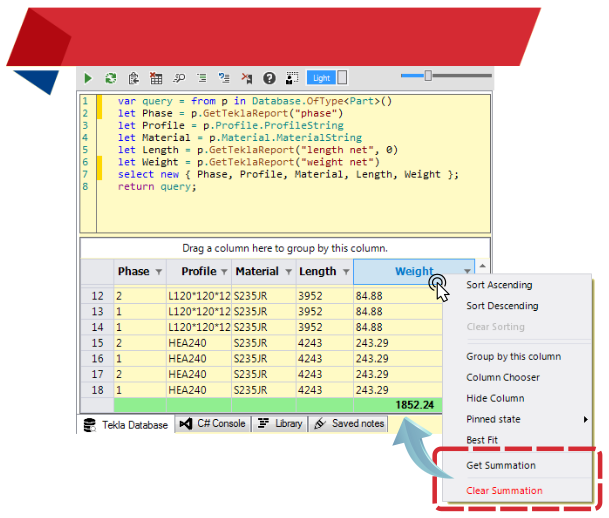 Light
1 var query = from p in Database.OfType<Part>()
2 let Phase = p.GetTeklaReport("phase")
3 let Profile = p.Profile.ProfileString
4 let Material = p.Material.MaterialString
5 let Length = p.GetTeklaReport("length net", 0)
6 let Weight = p.GetTeklaReport("weight net")
7 select new { Phase, Profile, Material, Length, Weight };
8 return query;
Drag a column here to group by this column.
Phase Profile Material Length Weight
12 2 L120*120*12 S235JR 3952 84.88
13 1 L120*120*12 S235JR 3952 84.88
14 1 L120*120*12 S235JR 3952 84.88
15 2 HEA240 S235JR 4243 243.29
16 1 HEA240 S235JR 4243 243.29
17 2 HEA240 S235JR 4243 243.29
18 1 HEA240 S235JR 4243 243.29
1852.24
Tekla Database C# Console Library Saved notes
Sort Ascending
Sort Descending
Clear Sorting
Group by this column
Column Chooser
Hide Column
Pinned state
Best Fit
Get Summation
Clear Summation